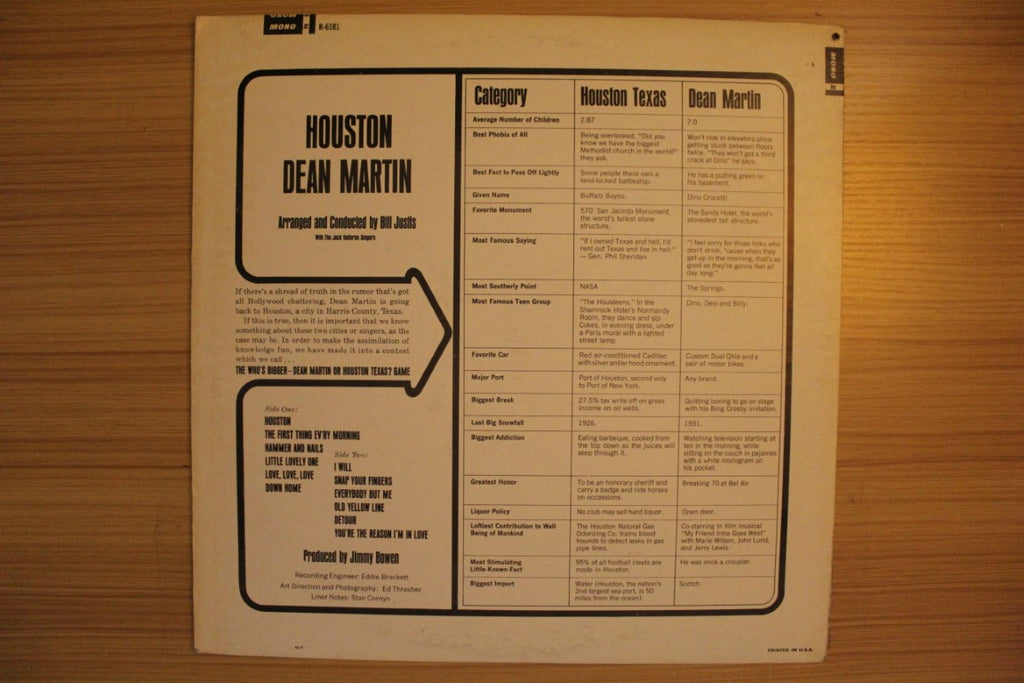 MONO
R-6181
MONO
HOUSTON
DEAN MARTIN
Arranged and Conducted by Bill Justis
With The Jack Halloran Singers
If there's a shread of truth in the rumor that's got
all Hollywood chattering, Dean Martin is going
back to Houston, a city in Harris County, Texas.
If this is true, then it is important that we know
something about these two cities or singers, as the
case may be. In order to make the assimilation of
knowledge fun, we have made it into a contest
which we call . . .
THE WHO'S BIGGER – DEAN MARTIN OR HOUSTON TEXAS? GAME
Side One:
HOUSTON
THE FIRST THING EV'RY MORNING
HAMMER AND NAILS
LITTLE LOVELY ONE
LOVE, LOVE, LOVE
DOWN HOME
Side Two:
I WILL
SNAP YOUR FINGERS
EVERYBODY BUT ME
OLD YELLOW LINE
DETOUR
YOU'RE THE REASON I'M IN LOVE
Produced by Jimmy Bowen
Recording Engineer: Eddie Brackett
Art Direction and Photography: Ed Thrasher
Liner Notes: Stan Cornyn
Category Houston Texas Dean Martin
Average Number of Children 2.87 7.0
Best Phobia of All
Being overlooked. "Did you
know we have the biggest
Methodist church in the world?"
they ask.
Won't ride in elevators since
getting stuck between floors
twice. "They won't get a third
crack at Dino" he says.
Best Fact to Pass Off Lightly
Some people there own a
land-locked battleship.
He has a putting green in
his basement.
Given Name Buffalo Bayou. Dino Crocetti
Favorite Monument
570' San Jacinto Monument,
the world's tallest stone
structure.
The Sands Hotel, the world's
stonedest tall structure.
Most Famous Saying
"If I owned Texas and hell, I'd
rent out Texas and live in hell."
— Gen. Phil Sheridan
"I feel sorry for those folks who
don't drink, 'cause when they
get up in the morning, that's as
good as they're gonna feel all
day long."
Most Southerly Point NASA The Springs.
Most Famous Teen Group
"The Housteens." In the
Shamrock Hotel's Normandy
Room, they dance and sip
Cokes, in evening dress, under
a Paris mural with a lighted
street lamp.
Dino, Desi and Billy.
Favorite Car
Red air-conditioned Cadillac
with silver antler hood ornament.
Custom Dual Ghia and a
pair of motor bikes.
Major Port
Port of Houston, second only
to Port of New York.
Any brand.
Biggest Break
27.5% tax write off on gross
income on oil wells.
Quitting boxing to go on stage
with his Bing Crosby imitation.
Last Big Snowfall 1926. 1931.
Biggest Addiction
Eating barbeque, cooked from
the top down so the juices will
seep through it.
Watching television starting at
ten in the morning, while
sitting on the couch in pajamas
with a white monogram on
his pocket.
Greatest Honor
To be an honorary sheriff and
carry a badge and ride horses
on occassions.
Breaking 70 at Bel Air
Liquor Policy No club may sell hard liquor. Open door.
Loftiest Contribution to Well
Being of Mankind
The Houston Natural Gas
Odorizing Co. trains blood
hounds to detect leaks in gas
pipe lines.
Co-starring in film musical
"My Friend Irma Goes West"
with Marie Wilson, John Lund,
and Jerry Lewis.
Most Stimulating
Little-Known-Fact
95% of all football cleats are
made in Houston.
He was once a croupier.
Biggest Import
Water (Houston, the nation's
2nd largest sea port, is 50
miles from the ocean).
Scotch.
PRINTED IN U.S.A.